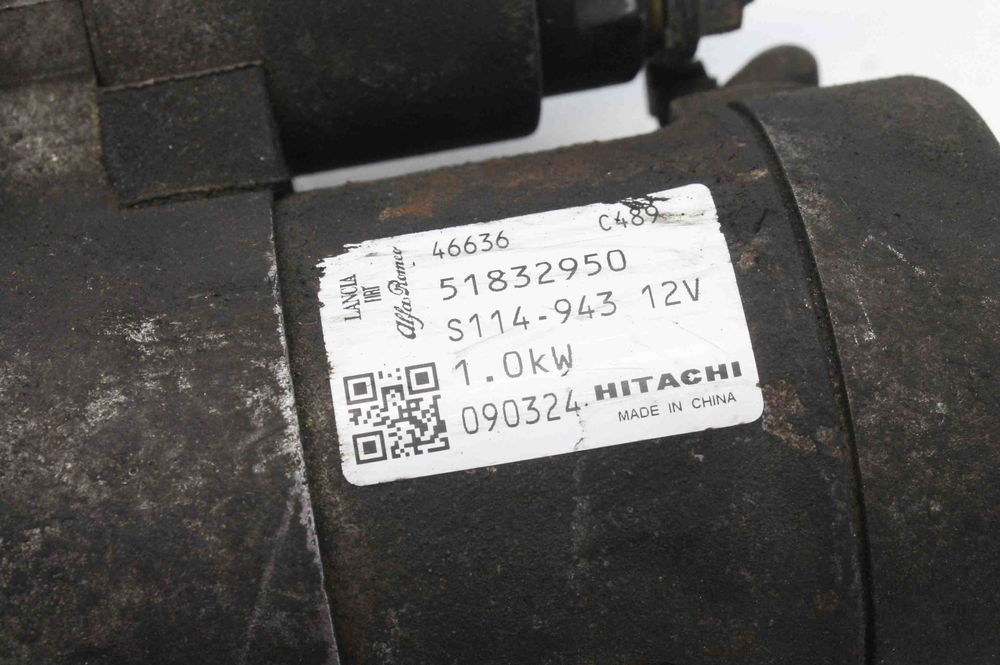 46636 C489
51832950
S114-943 12V
1.0kW
090324
HITACHI
MADE IN CHINA
LANCIA
FIAT
Alfa Romeo